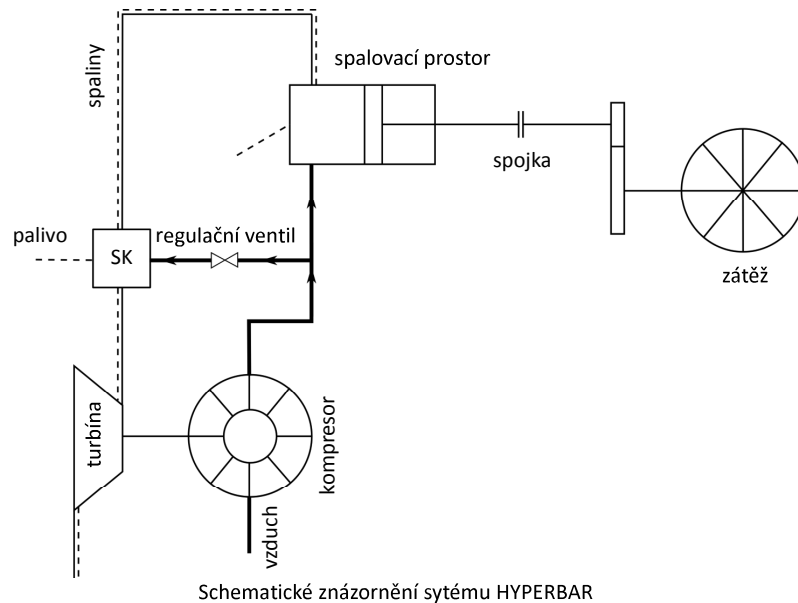 spaliny
spalovací prostor
spojka
palivo
SK
regulační ventil
zátěž
turbína
kompresor
vzduch
Schematické znázornění sytému HYPERBAR